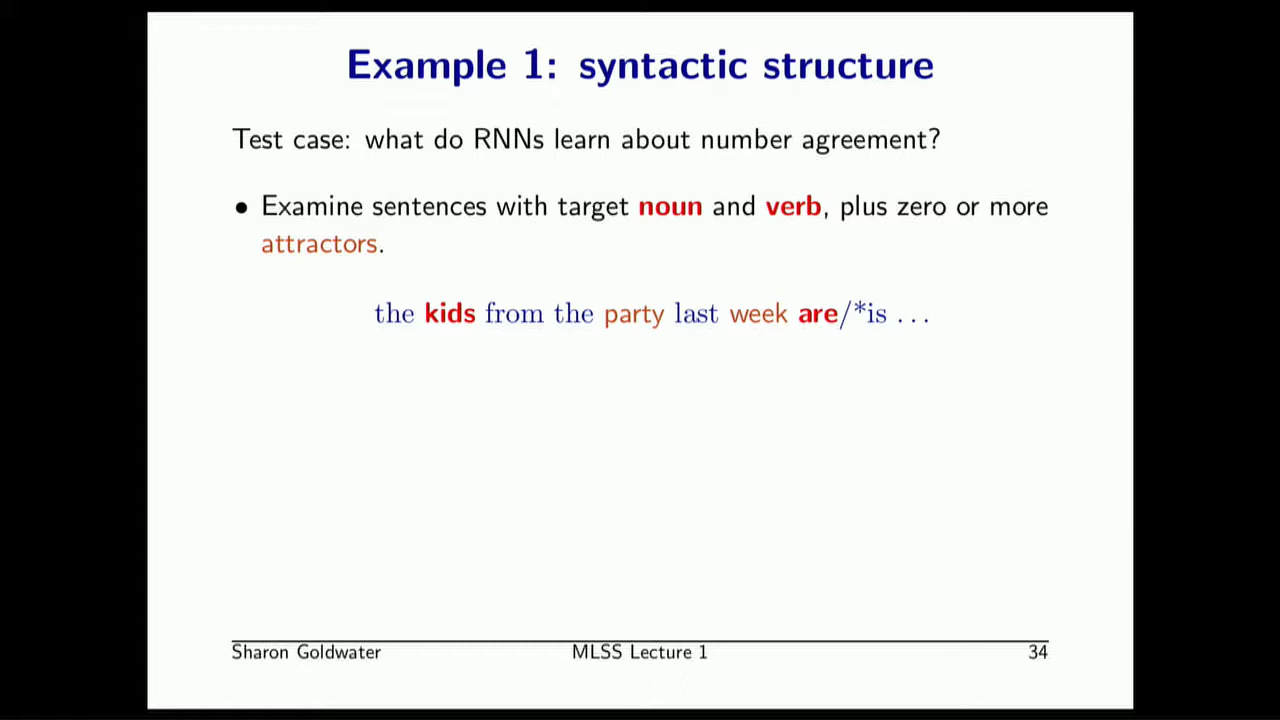 Example 1: syntactic structure
Test case: what do RNNs learn about number agreement?
• Examine sentences with target noun and verb, plus zero or more
attractors.
the kids from the party last week are/*is . . .
Sharon Goldwater MLSS Lecture 1 34